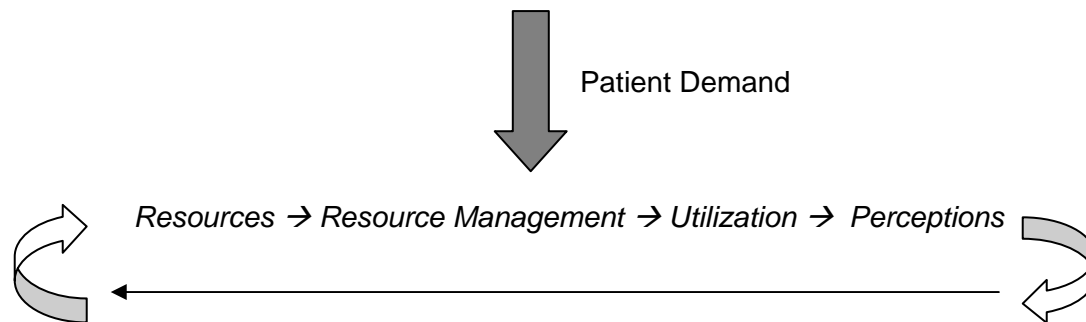 Patient Demand
Resources → Resource Management → Utilization → Perceptions